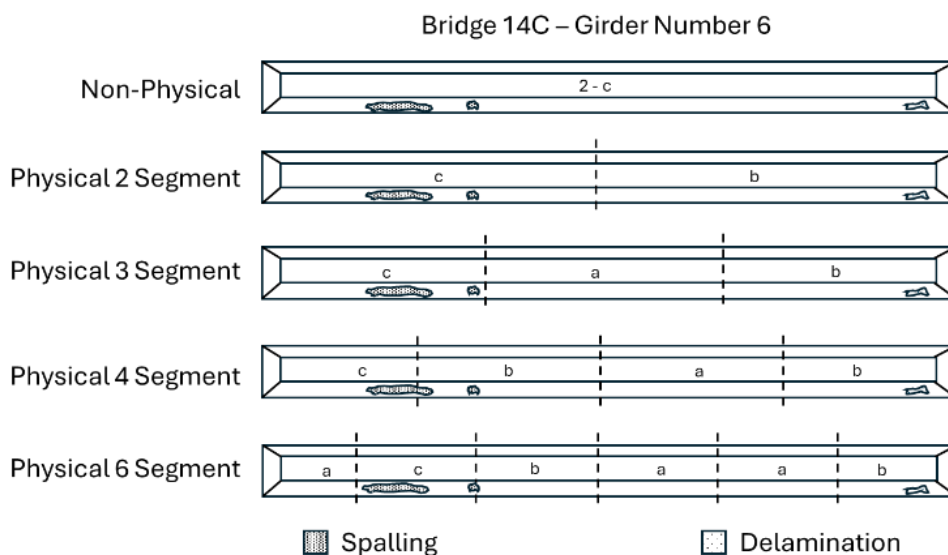 Bridge 14C – Girder Number 6
Non-Physical
2 - c
Physical 2 Segment
c b
Physical 3 Segment
c a b
Physical 4 Segment
c b a b
Physical 6 Segment
a c b a a b
Spalling Delamination